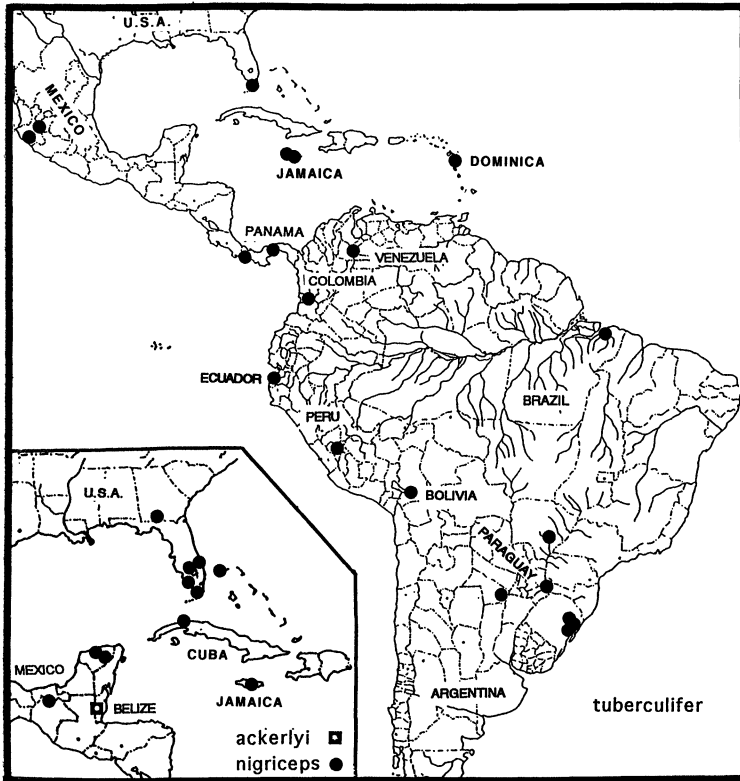 U.S.A.
MEXICO
JAMAICA
DOMINICA
PANAMA
VENEZUELA
COLOMBIA
ECUADOR
BRAZIL
PERU
BOLIVIA
PARAGUAY
ARGENTINA
tuberculifer
U.S.A.
CUBA
MEXICO
JAMAICA
BELIZE
ackerlyi
nigriceps